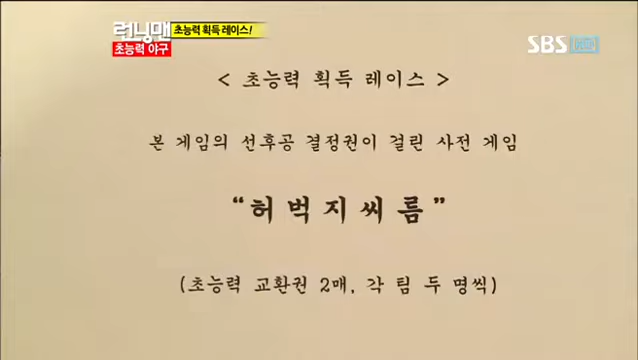 런닝맨 초능력 획득 레이스!
초능력 야구
SBS
< 초능력 획득 레이스 >
본 게임의 선후공 결정권이 걸린 사전 게임
“허벅지씨름”
(초능력 교환권 2매, 각 팀 두 명씩)